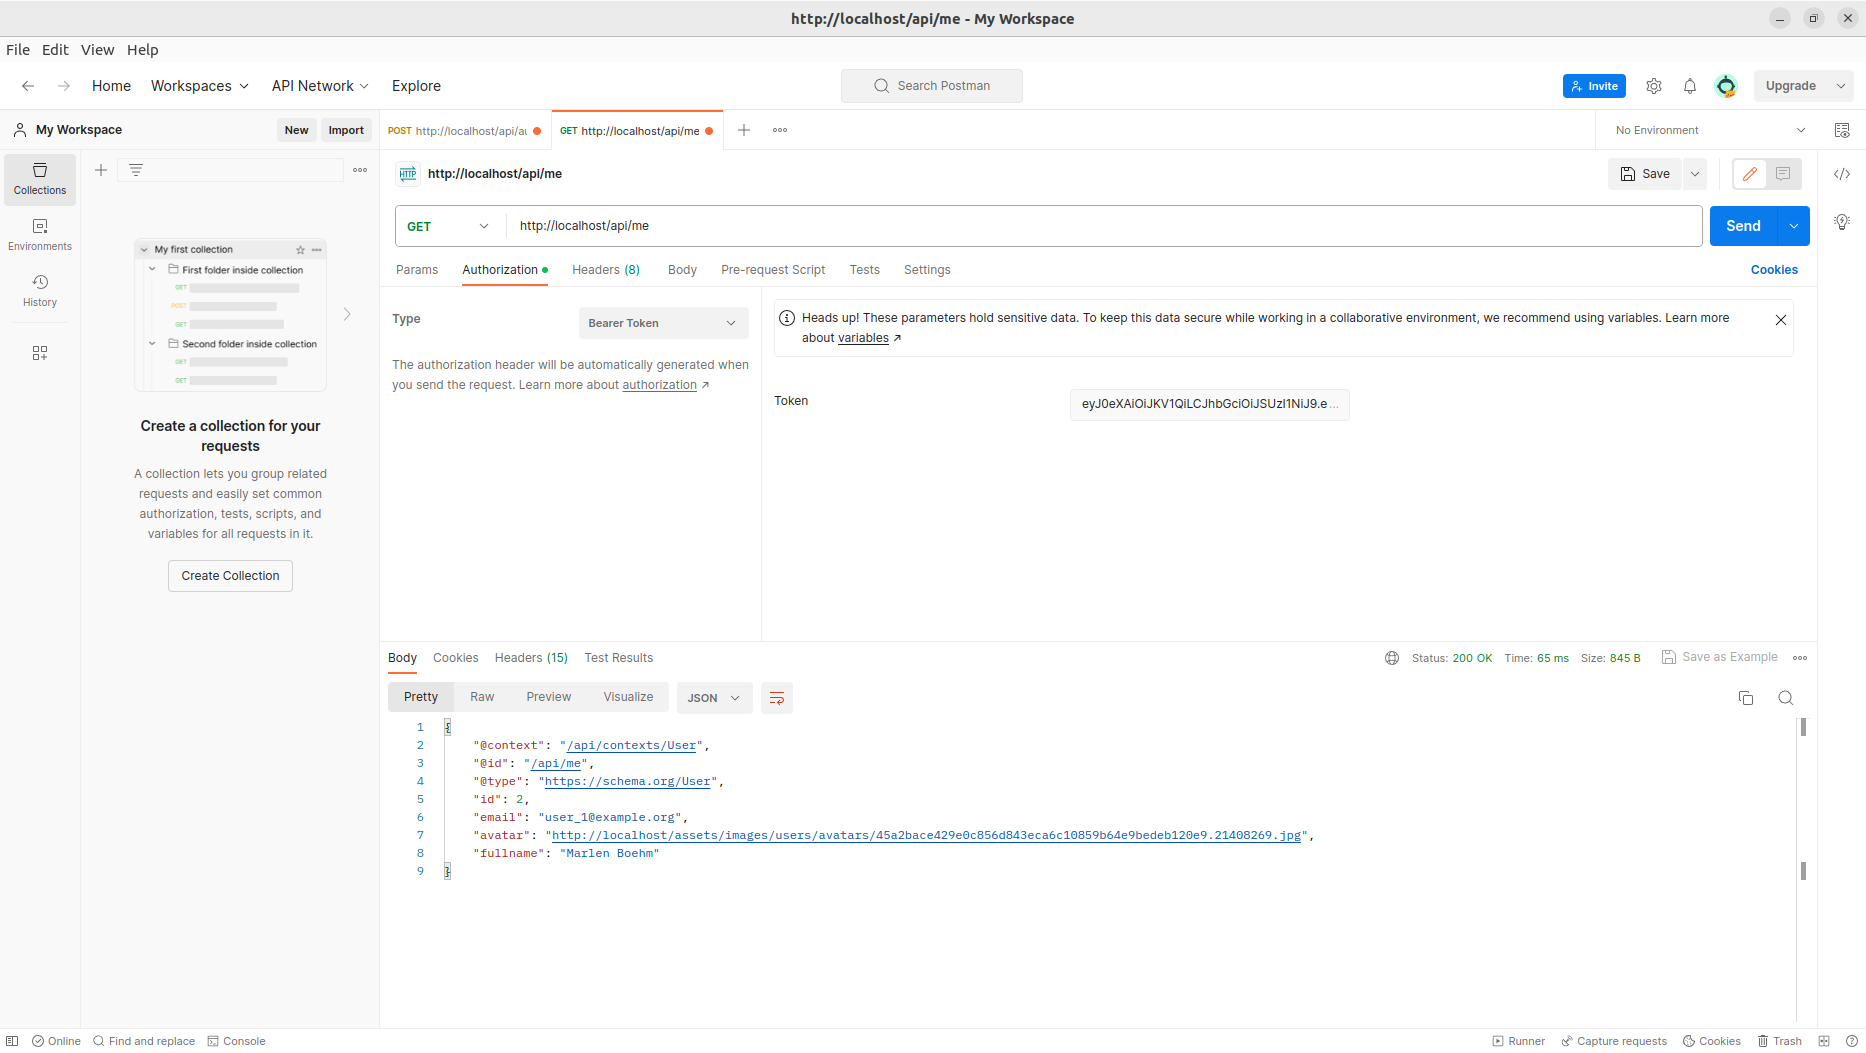 http://localhost/api/me - My Workspace
File Edit View Help
Home Workspaces API Network Explore
Search Postman
Invite
Upgrade
My Workspace
New Import
POST http://localhost/api/au
GET http://localhost/api/me
No Environment
Collections
Environments
History
My first collection
First folder inside collection
GET
POST
GET
Second folder inside collection
GET
GET
Create a collection for your
requests
A collection lets you group related
requests and easily set common
authorization, tests, scripts, and
variables for all requests in it.
Create Collection
HTTP http://localhost/api/me
Save
GET http://localhost/api/me
Send
Params Authorization Headers (8) Body Pre-request Script Tests Settings
Cookies
Type
Bearer Token
The authorization header will be automatically generated when
you send the request. Learn more about authorization ↗
Heads up! These parameters hold sensitive data. To keep this data secure while working in a collaborative environment, we recommend using variables. Learn more
about variables ↗
Token
eyJ0eXAiOiJKV1QiLCJhbGciOiJSUzI1NiJ9.e...
Body Cookies Headers (15) Test Results
Status: 200 OK Time: 65 ms Size: 845 B
Save as Example
Pretty Raw Preview Visualize JSON
1 {
2 "@context": "/api/contexts/User",
3 "@id": "/api/me",
4 "@type": "https://schema.org/User",
5 "id": 2,
6 "email": "user_1@example.org",
7 "avatar": "http://localhost/assets/images/users/avatars/45a2bace429e0c856d843eca6c10859b64e9bedeb120e9.21408269.jpg",
8 "fullname": "Marlen Boehm"
9 }
Online Find and replace Console
Runner Capture requests Cookies Trash